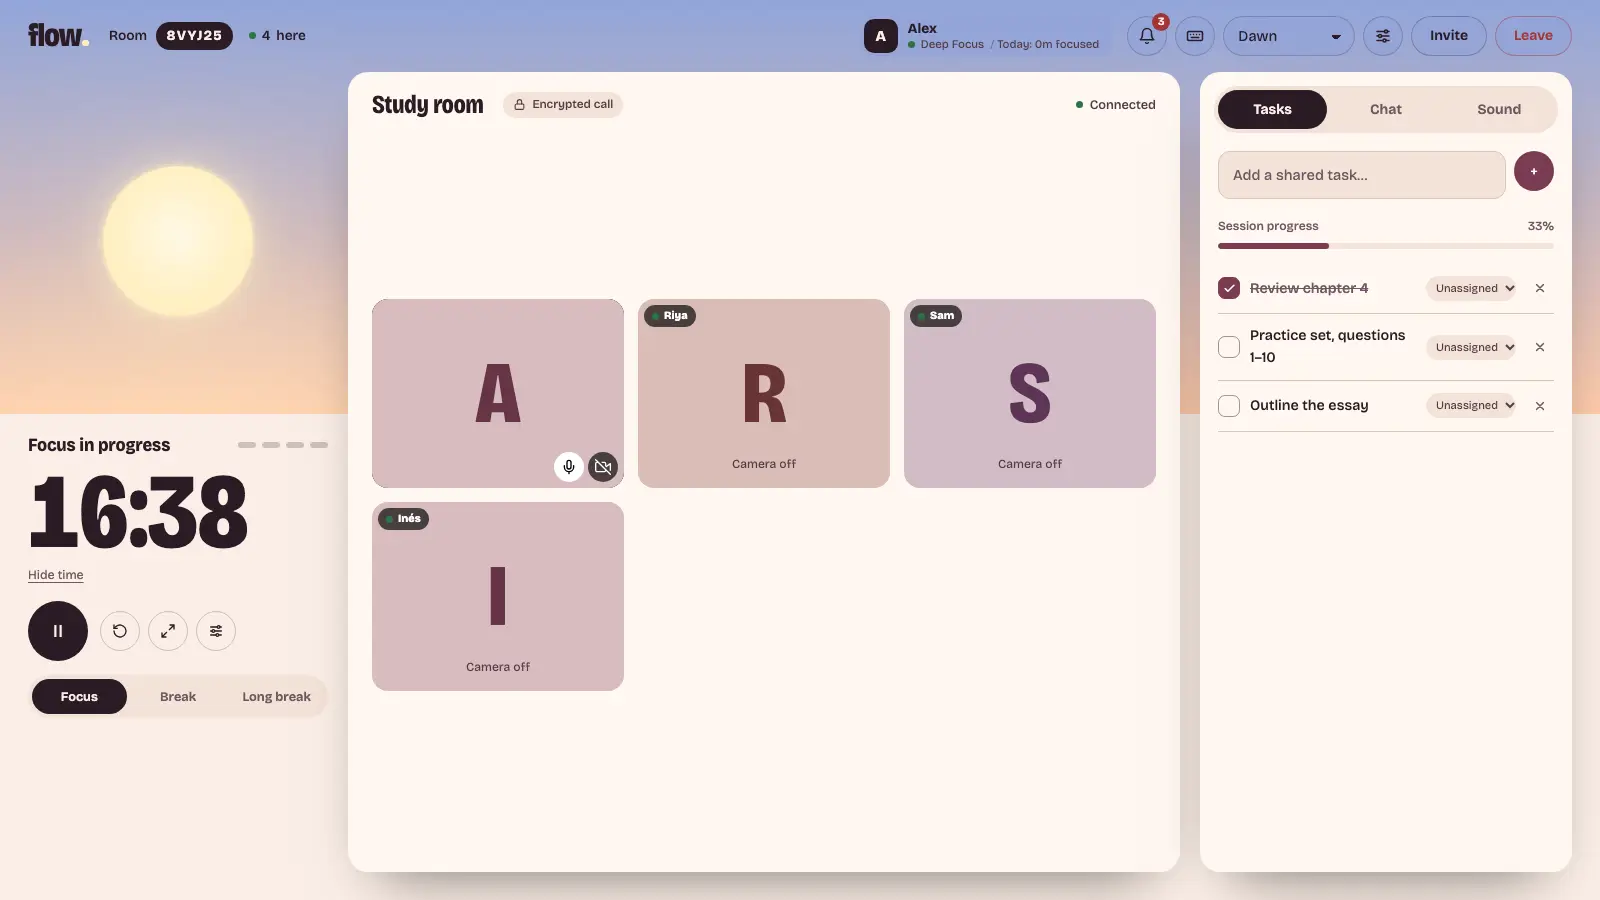 flow.
Room 8VYJ25 4 here
A Alex
Deep Focus / Today: 0m focused
3
Dawn
Invite
Leave
Focus in progress
16:38
Hide time
Focus Break Long break
Study room
Encrypted call
Connected
A
Riya
R
Camera off
Sam
S
Camera off
Inés
I
Camera off
Tasks Chat Sound
Add a shared task...
+
Session progress 33%
Review chapter 4 Unassigned
Practice set, questions
1–10 Unassigned
Outline the essay Unassigned